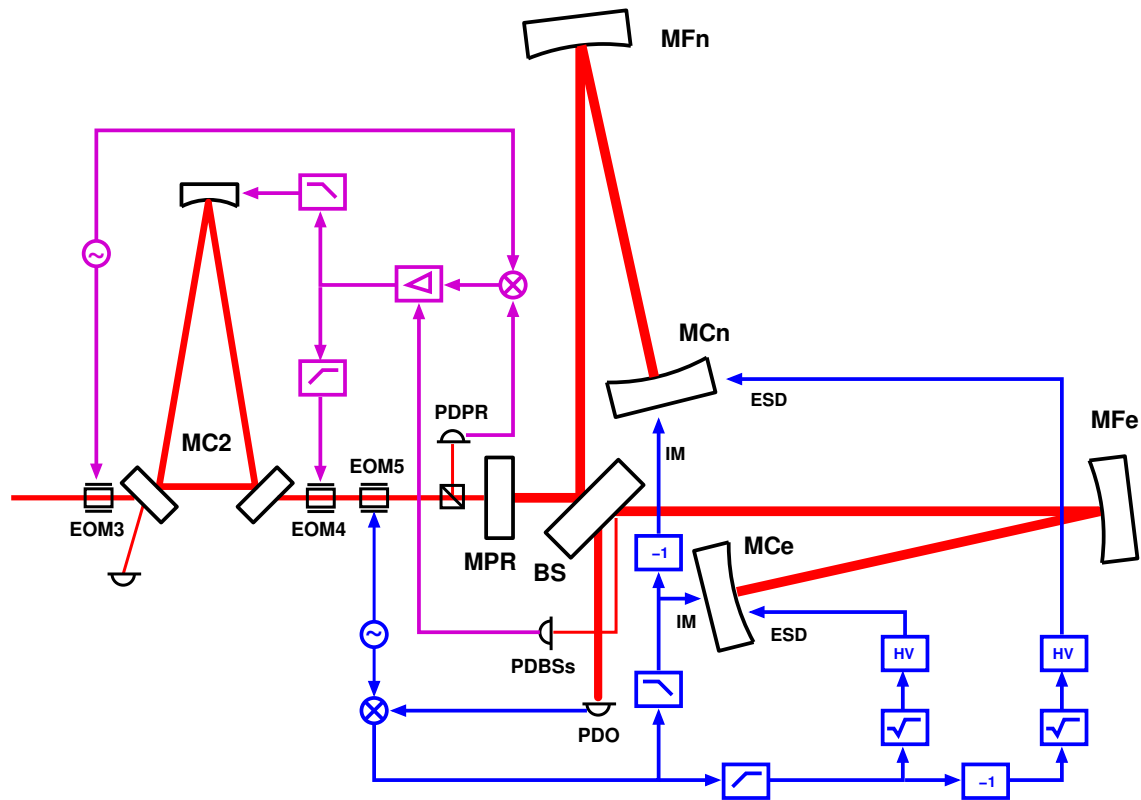 MFn
~
MCn
ESD
MFe
PDPR
MC2
IM
EOM5
EOM3
EOM4
MPR
BS
−1
MCe
IM
ESD
~
PDBSs
HV
HV
PDO
√
√
−1